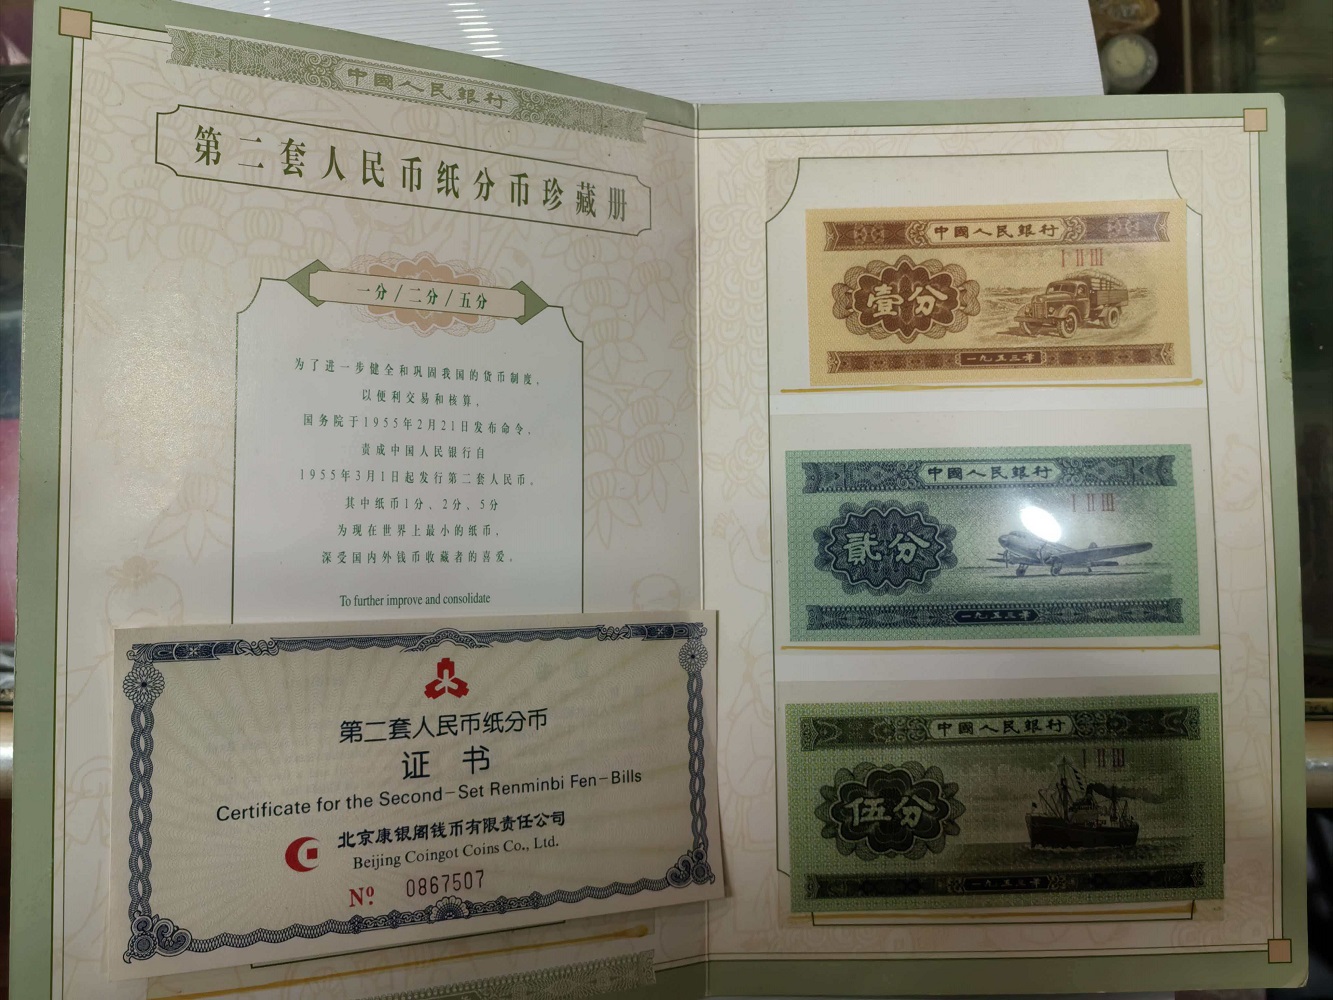 中國人民銀行
第二套人民币纸分币珍藏册
一分/二分/五分
为了进一步健全和巩固我国的货币制度，
以便利交易和核算，
国务院于1955年2月21日发布命令，
责成中国人民银行自
1955年3月1日起发行第二套人民币。
其中纸币1分、2分、5分
为现在世界上最小的纸币，
深受国内外钱币收藏者的喜爱。
To further improve and consolidate
第二套人民币纸分币
证书
Certificate for the Second-Set Renminbi Fen-Bills
北京康银阁钱币有限责任公司
Beijing Coingot Coins Co., Ltd.
Nº 0867507
中國人民銀行
I II III
壹分
一九五三年
中國人民銀行
I II III
貳分
一九五三年
中國人民銀行
I II III
伍分
一九五三年